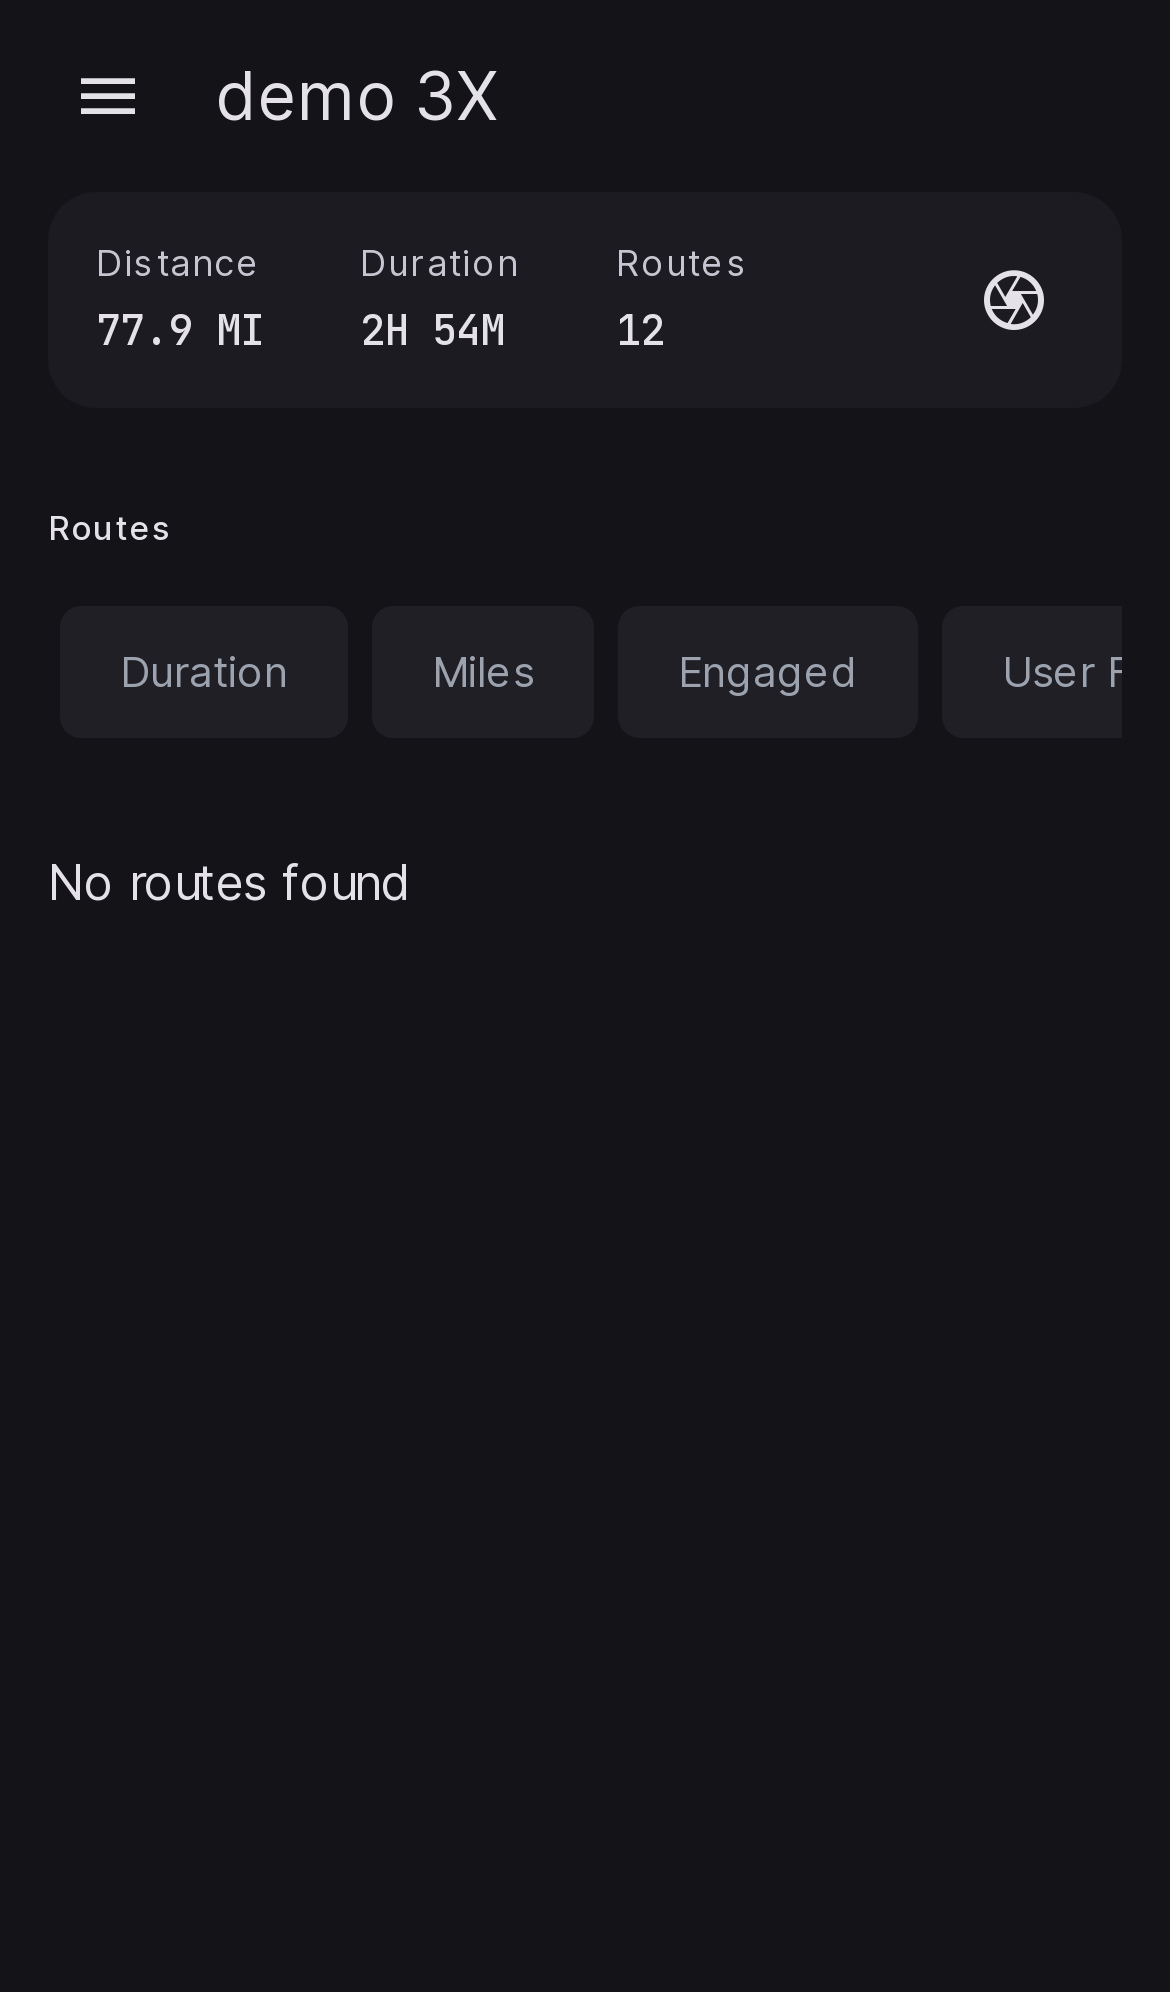 demo 3X
Distance Duration Routes
77.9 MI 2H 54M 12
Routes
Duration Miles Engaged User
No routes found